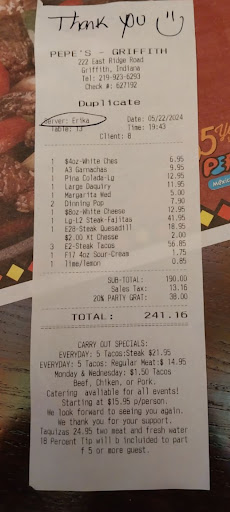 Thank you
PEPE'S - GRIFFITH
222 East Ridge Road
Griffith, Indiana
Tel: 219-923-6293
Check #: 627192
Duplicate
Server: Erika Date: 05/22/2024
Table: 13 Time: 19:43
Client: 8
1 $4oz-White Ches 6.95
1 A3 Garnachas 9.95
1 Pina Colada-Lg 12.95
1 Large Daquiry 11.95
1 Margarita Wed 5.00
2 Dinning Pop 7.90
1 $8oz-White Cheese 12.95
1 Lg-L2 Steak-Fajitas 41.95
1 E28-Steak Quesadill 18.95
1 $2.00 Xt Chesse 2.00
3 E2-Steak Tacos 56.85
1 F17 4oz Sour-Cream 1.75
1 lime/lemon 0.85
SUB-TOTAL: 190.00
Sales Tax: 13.16
20% PARTY GRAT: 38.00
TOTAL: 241.16
CARRY OUT SPECIALS:
EVERYDAY: 5 Tacos:Steak $21.95
EVERYDAY: 5 Tacos: Regular Meat:$ 14.95
Monday & Wednesday: $1.50 Tacos
Beef, Chiken, or Pork.
Catering available for all events!
Starting at $15.95 p/person.
We look forward to seeing you again.
We thank you for your support.
Taquizas 24.95 two meat and fresh water
18 Percent Tip will b included to part
f 5 or more guest.